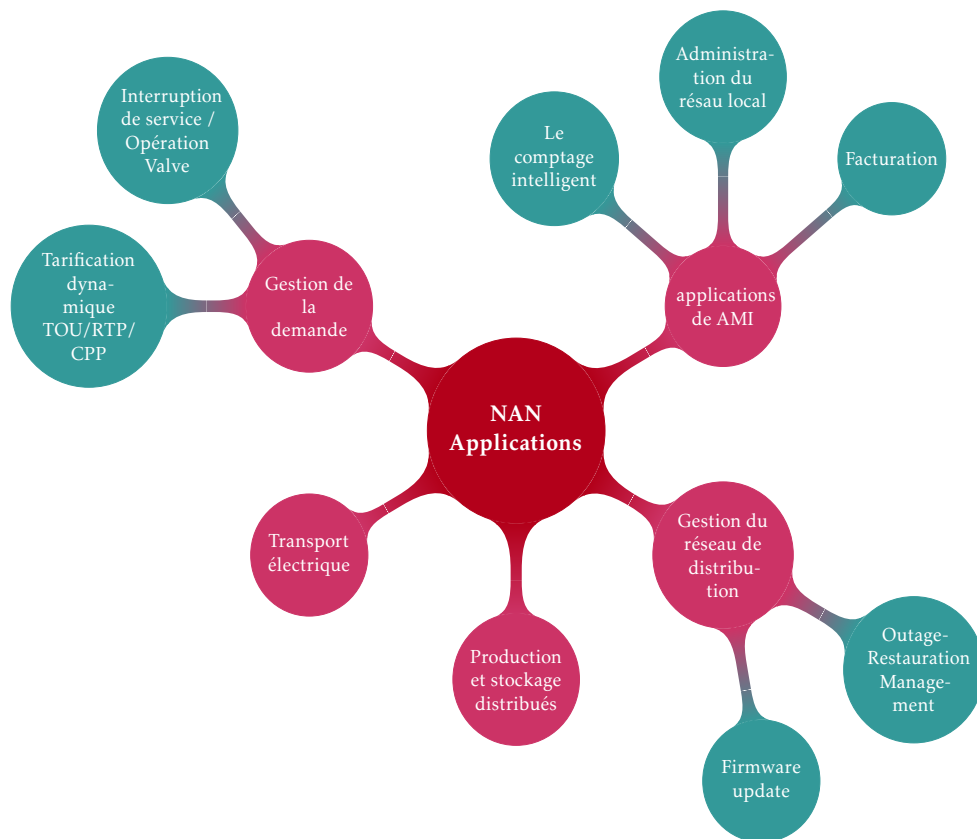 Administra-
tion du
résau local
Interruption
de service /
Opération
Valve
Le
comptage
intelligent
Facturation
Tarification
dyna-
mique
TOU/RTP/
CPP
Gestion de
la
demande
applications
de AMI
NAN
Applications
Transport
électrique
Gestion du
réseau de
distribu-
tion
Production
et stockage
distribués
Outage-
Restauration
Manage-
ment
Firmware
update